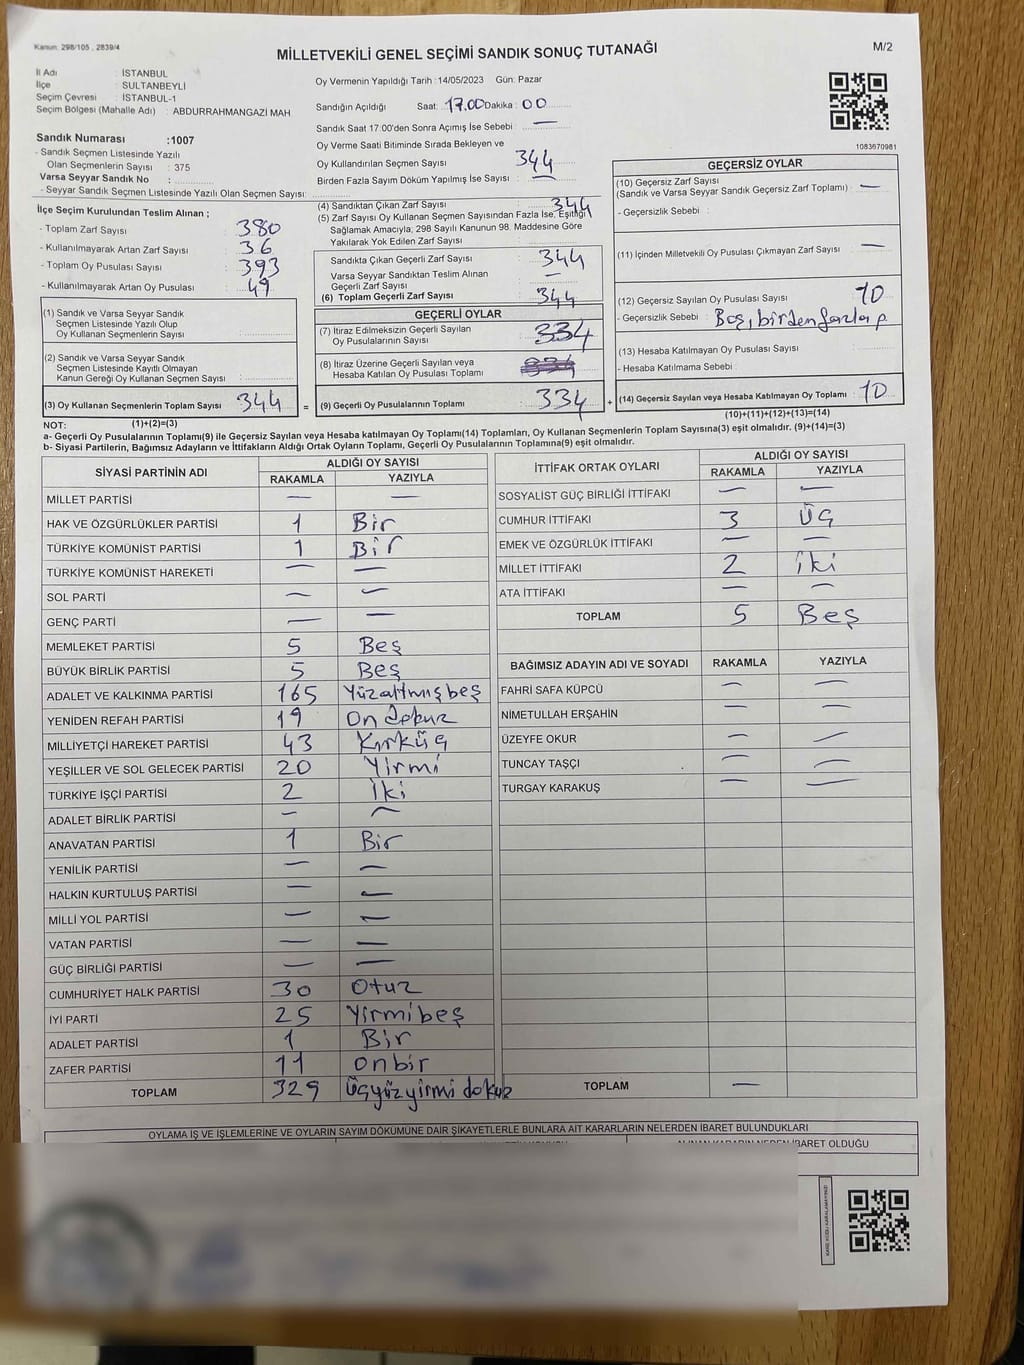 Kanun: 298/105 , 2839/4
MİLLETVEKİLİ GENEL SEÇİMİ SANDIK SONUÇ TUTANAĞI
M/2
İl Adı : İSTANBUL
İlçe : SULTANBEYLİ
Seçim Çevresi : İSTANBUL-1
Seçim Bölgesi (Mahalle Adı) : ABDURRAHMANGAZİ MAH
Sandık Numarası :1007
- Sandık Seçmen Listesinde Yazılı
Olan Seçmenlerin Sayısı : 375
Varsa Seyyar Sandık No :
- Seyyar Sandık Seçmen Listesinde Yazılı Olan Seçmen Sayısı:
İlçe Seçim Kurulundan Teslim Alınan ;
- Toplam Zarf Sayısı : 380
- Kullanılmayarak Artan Zarf Sayısı : 36
- Toplam Oy Pusulası Sayısı : 393
- Kullanılmayarak Artan Oy Pusulası : 49
(1) Sandık ve Varsa Seyyar Sandık
Seçmen Listesinde Yazılı Olup
Oy Kullanan Seçmenlerin Sayısı :
(2) Sandık ve Varsa Seyyar Sandık
Seçmen Listesinde Kayıtlı Olmayan
Kanun Gereği Oy Kullanan Seçmen Sayısı :
(3) Oy Kullanan Seçmenlerin Toplam Sayısı : 344
(1)+(2)=(3)
Oy Vermenin Yapıldığı Tarih :14/05/2023 Gün: Pazar
Sandığın Açıldığı Saat: 17.00 Dakika : 00
Sandık Saat 17:00'den Sonra Açımış İse Sebebi : —
Oy Verme Saati Bitiminde Sırada Bekleyen ve
Oy Kullandırılan Seçmen Sayısı : 344
Birden Fazla Sayım Döküm Yapılmış İse Sayısı : —
(4) Sandıktan Çıkan Zarf Sayısı : 344
(5) Zarf Sayısı Oy Kullanan Seçmen Sayısından Fazla İse, Eşitliği
Sağlamak Amacıyla, 298 Sayılı Kanunun 98. Maddesine Göre
Yakılarak Yok Edilen Zarf Sayısı :
Sandıkta Çıkan Geçerli Zarf Sayısı : 344
Varsa Seyyar Sandıktan Teslim Alınan
Geçerli Zarf Sayısı : —
(6) Toplam Geçerli Zarf Sayısı : 344
GEÇERLİ OYLAR
(7) İtiraz Edilmeksizin Geçerli Sayılan
Oy Pusulalarının Sayısı : 334
(8) İtiraz Üzerine Geçerli Sayılan veya
Hesaba Katılan Oy Pusulası Toplamı :
= (9) Geçerli Oy Pusulalarının Toplamı : 334 +
1083670981
GEÇERSİZ OYLAR
(10) Geçersiz Zarf Sayısı
(Sandık ve Varsa Seyyar Sandık Geçersiz Zarf Toplamı) : —
- Geçersizlik Sebebi :
(11) İçinden Milletvekili Oy Pusulası Çıkmayan Zarf Sayısı : —
(12) Geçersiz Sayılan Oy Pusulası Sayısı : 10
- Geçersizlik Sebebi : Boş, birden fazla p
(13) Hesaba Katılmayan Oy Pusulası Sayısı :
- Hesaba Katılmama Sebebi :
(14) Geçersiz Sayılan veya Hesaba Katılmayan Oy Toplamı : 10
(10)+(11)+(12)+(13)=(14)
NOT:
a- Geçerli Oy Pusulalarının Toplamı(9) ile Geçersiz Sayılan veya Hesaba katılmayan Oy Toplamı(14) Toplamları, Oy Kullanan Seçmenlerin Toplam Sayısına(3) eşit olmalıdır. (9)+(14)=(3)
b- Siyasi Partilerin, Bağımsız Adayların ve İttifakların Aldığı Ortak Oyların Toplamı, Geçerli Oy Pusulalarının Toplamına(9) eşit olmalıdır.
SİYASİ PARTİNİN ADI ALDIĞI OY SAYISI
RAKAMLA YAZIYLA
MİLLET PARTİSİ — —
HAK VE ÖZGÜRLÜKLER PARTİSİ 1 Bir
TÜRKİYE KOMÜNİST PARTİSİ 1 Bir
TÜRKİYE KOMÜNİST HAREKETİ — —
SOL PARTİ — —
GENÇ PARTİ — —
MEMLEKET PARTİSİ 5 Beş
BÜYÜK BİRLİK PARTİSİ 5 Beş
ADALET VE KALKINMA PARTİSİ 165 Yüzaltmışbeş
YENİDEN REFAH PARTİSİ 19 On dokuz
MİLLİYETÇİ HAREKET PARTİSİ 43 Kırküç
YEŞİLLER VE SOL GELECEK PARTİSİ 20 Yirmi
TÜRKİYE İŞÇİ PARTİSİ 2 İki
ADALET BİRLİK PARTİSİ — —
ANAVATAN PARTİSİ 1 Bir
YENİLİK PARTİSİ — —
HALKIN KURTULUŞ PARTİSİ — —
MİLLİ YOL PARTİSİ — —
VATAN PARTİSİ — —
GÜÇ BİRLİĞİ PARTİSİ — —
CUMHURİYET HALK PARTİSİ 30 Otuz
İYİ PARTİ 25 Yirmibeş
ADALET PARTİSİ 1 Bir
ZAFER PARTİSİ 11 onbir
TOPLAM 329 üçyüzyirmi dokuz
İTTİFAK ORTAK OYLARI ALDIĞI OY SAYISI
RAKAMLA YAZIYLA
SOSYALİST GÜÇ BİRLİĞİ İTTİFAKI — —
CUMHUR İTTİFAKI 3 Üç
EMEK VE ÖZGÜRLÜK İTTİFAKI — —
MİLLET İTTİFAKI 2 iki
ATA İTTİFAKI — —
TOPLAM 5 Beş
BAĞIMSIZ ADAYIN ADI VE SOYADI RAKAMLA YAZIYLA
FAHRİ SAFA KÜPCÜ — —
NİMETULLAH ERŞAHİN — —
ÜZEYFE OKUR — —
TUNCAY TAŞÇI — —
TURGAY KARAKUŞ — —
TOPLAM —
OYLAMA İŞ VE İŞLEMLERİNE VE OYLARIN SAYIM DÖKÜMÜNE DAİR ŞİKAYETLERLE BUNLARA AİT KARARLARIN NELERDEN İBARET BULUNDUKLARI
ALINAN KARARIN NEDEN İBARET OLDUĞU
KARE KODU KARALAMAYINIZ!